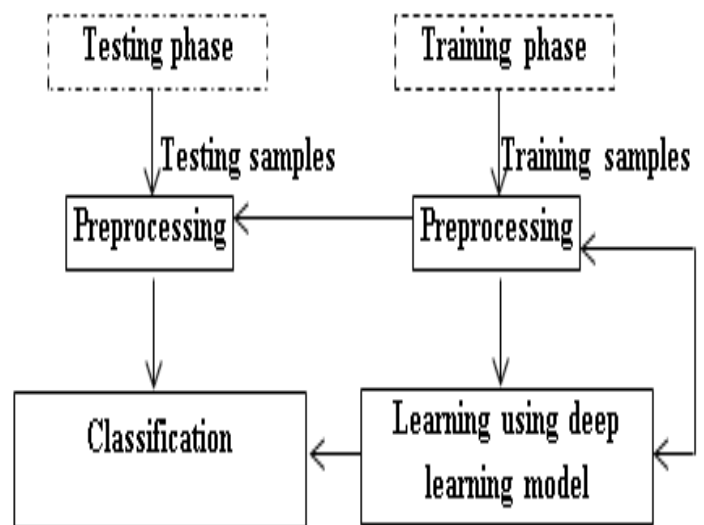 Testing phase
Training phase
Testing samples
Training samples
Preprocessing
Preprocessing
Classification
Learning using deep
learning model